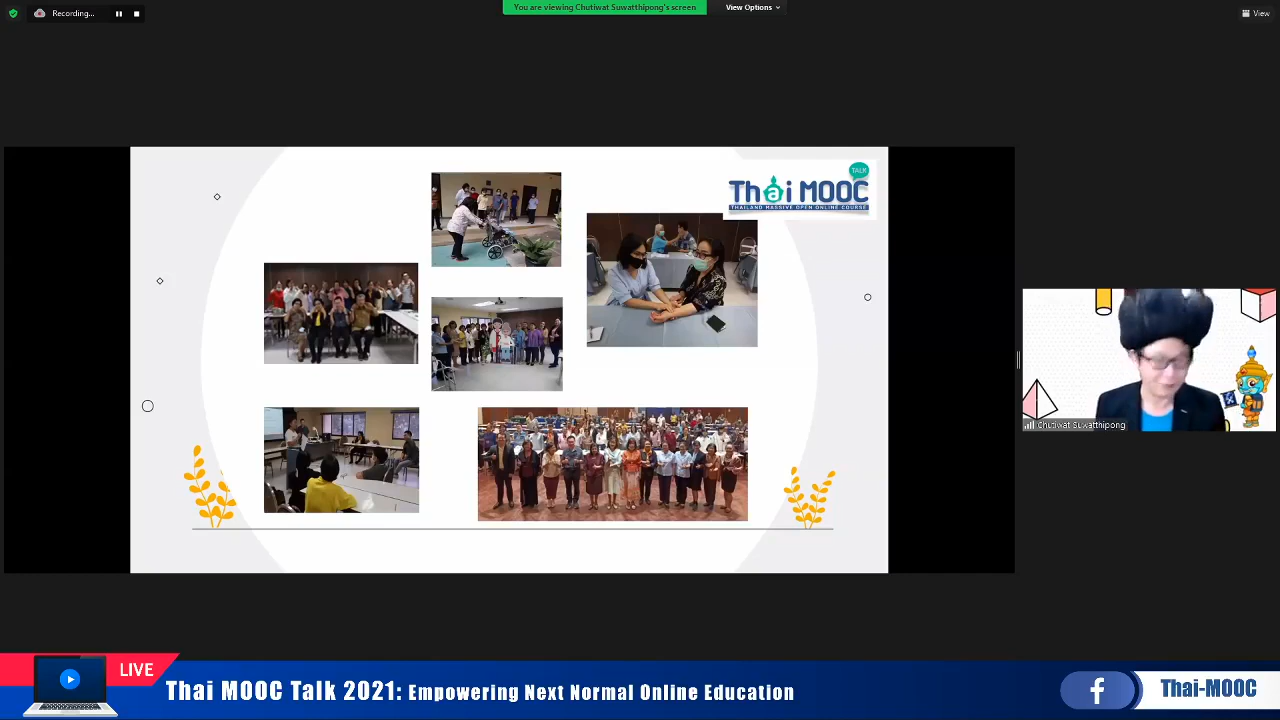 Recording...
You are viewing Chutiwat Suwatthipong's screen
View Options
View
TALK
Thai MOOC
THAILAND MASSIVE OPEN ONLINE COURSE
Chutiwat Suwatthipong
LIVE
Thai MOOC Talk 2021: Empowering Next Normal Online Education
f
Thai-MOOC